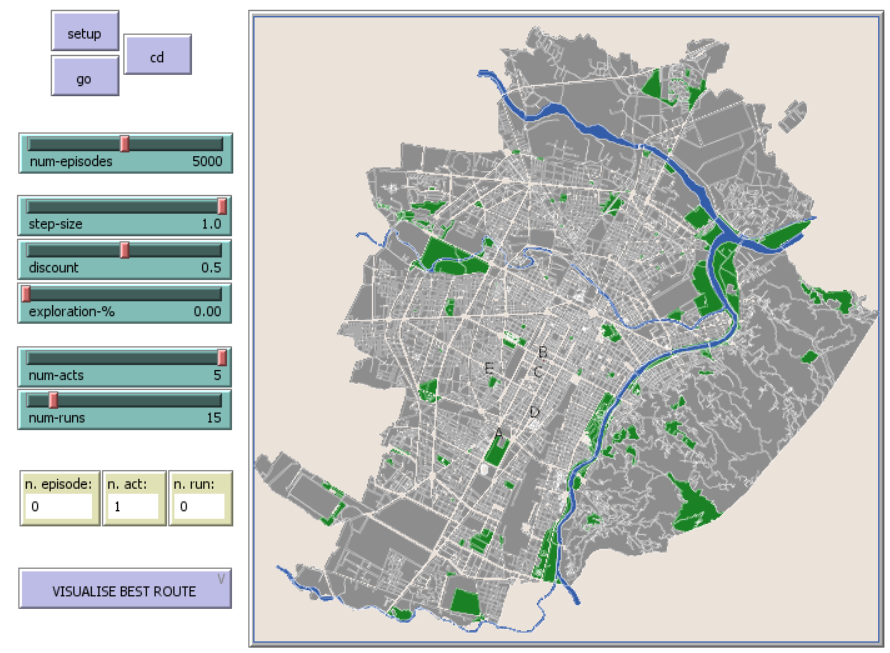 setup
cd
go
num-episodes 5000
step-size 1.0
discount 0.5
exploration-% 0.00
num-acts 5
num-runs 15
n. episode: n. act: n. run:
0 1 0
VISUALISE BEST ROUTE V
B
E C
D
A